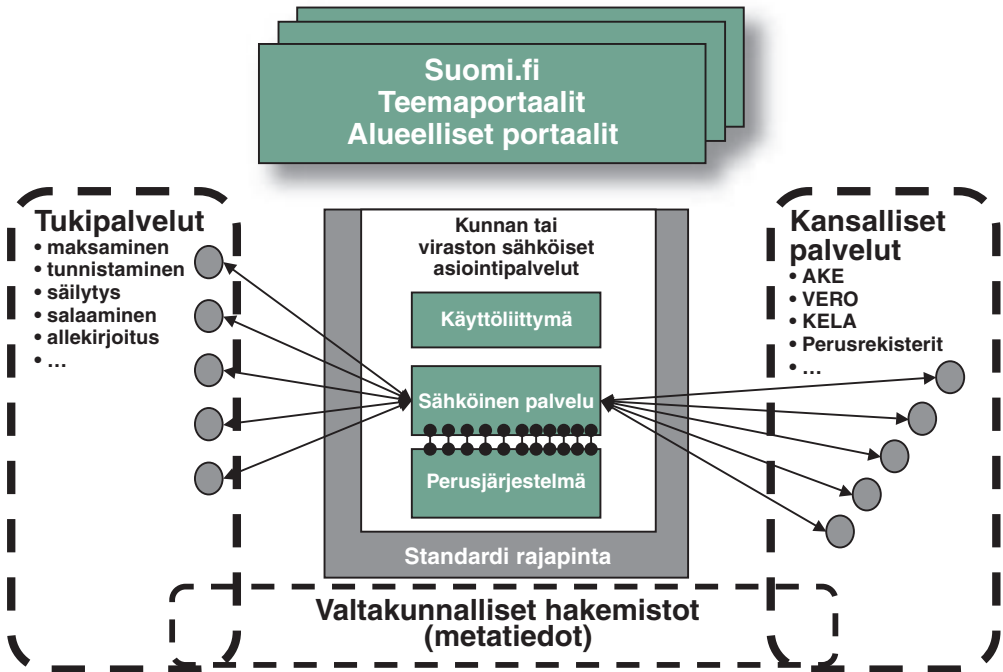 Suomi.fi
Teemaportaalit
Alueelliset portaalit
Tukipalvelut
• maksaminen
• tunnistaminen
• säilytys
• salaaminen
• allekirjoitus
• …
Kunnan tai
viraston sähköiset
asiointipalvelut
Käyttöliittymä
Sähköinen palvelu
Perusjärjestelmä
Standardi rajapinta
Kansalliset
palvelut
• AKE
• VERO
• KELA
• Perusrekisterit
• …
Valtakunnalliset hakemistot
(metatiedot)